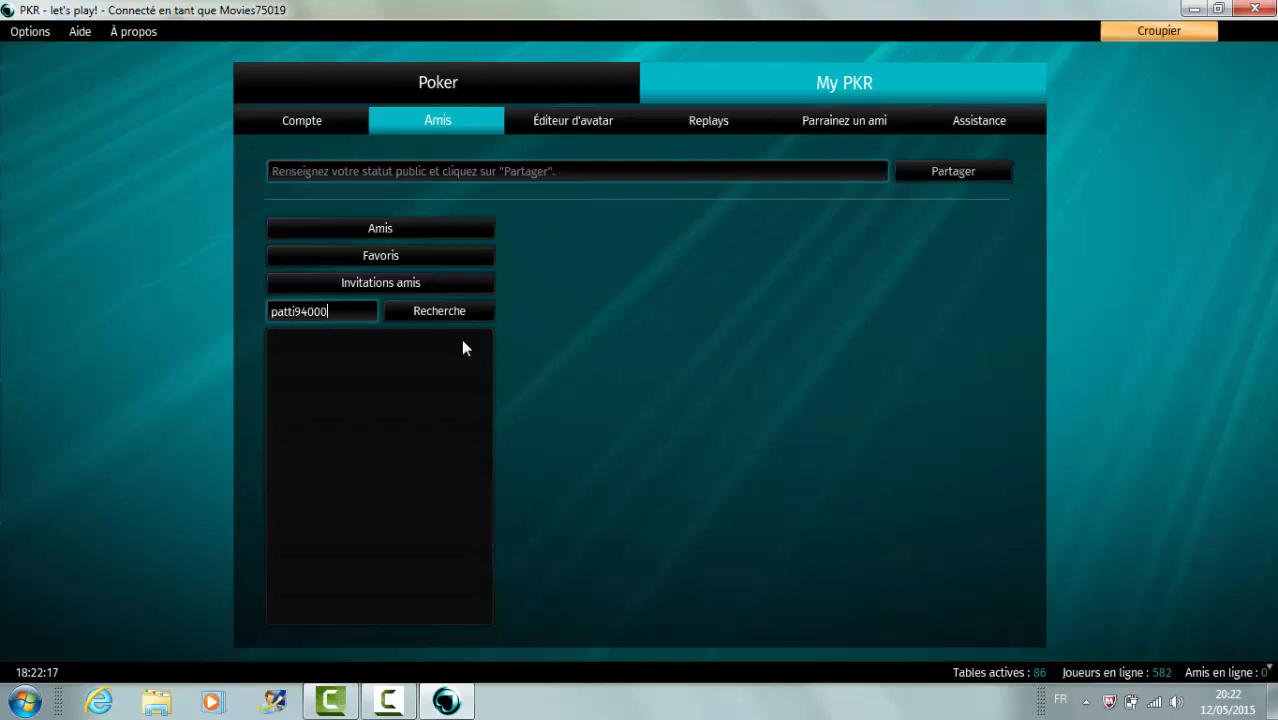 PKR - let's play! - Connecté en tant que Movies75019
Options Aide À propos Croupier
Poker My PKR
Compte Amis Éditeur d'avatar Replays Parrainez un ami Assistance
Renseignez votre statut public et cliquez sur "Partager". Partager
Amis
Favoris
Invitations amis
patti94000 Recherche
18:22:17 Tables actives : 86 Joueurs en ligne : 582 Amis en ligne : 0
FR 20:22
12/05/2015